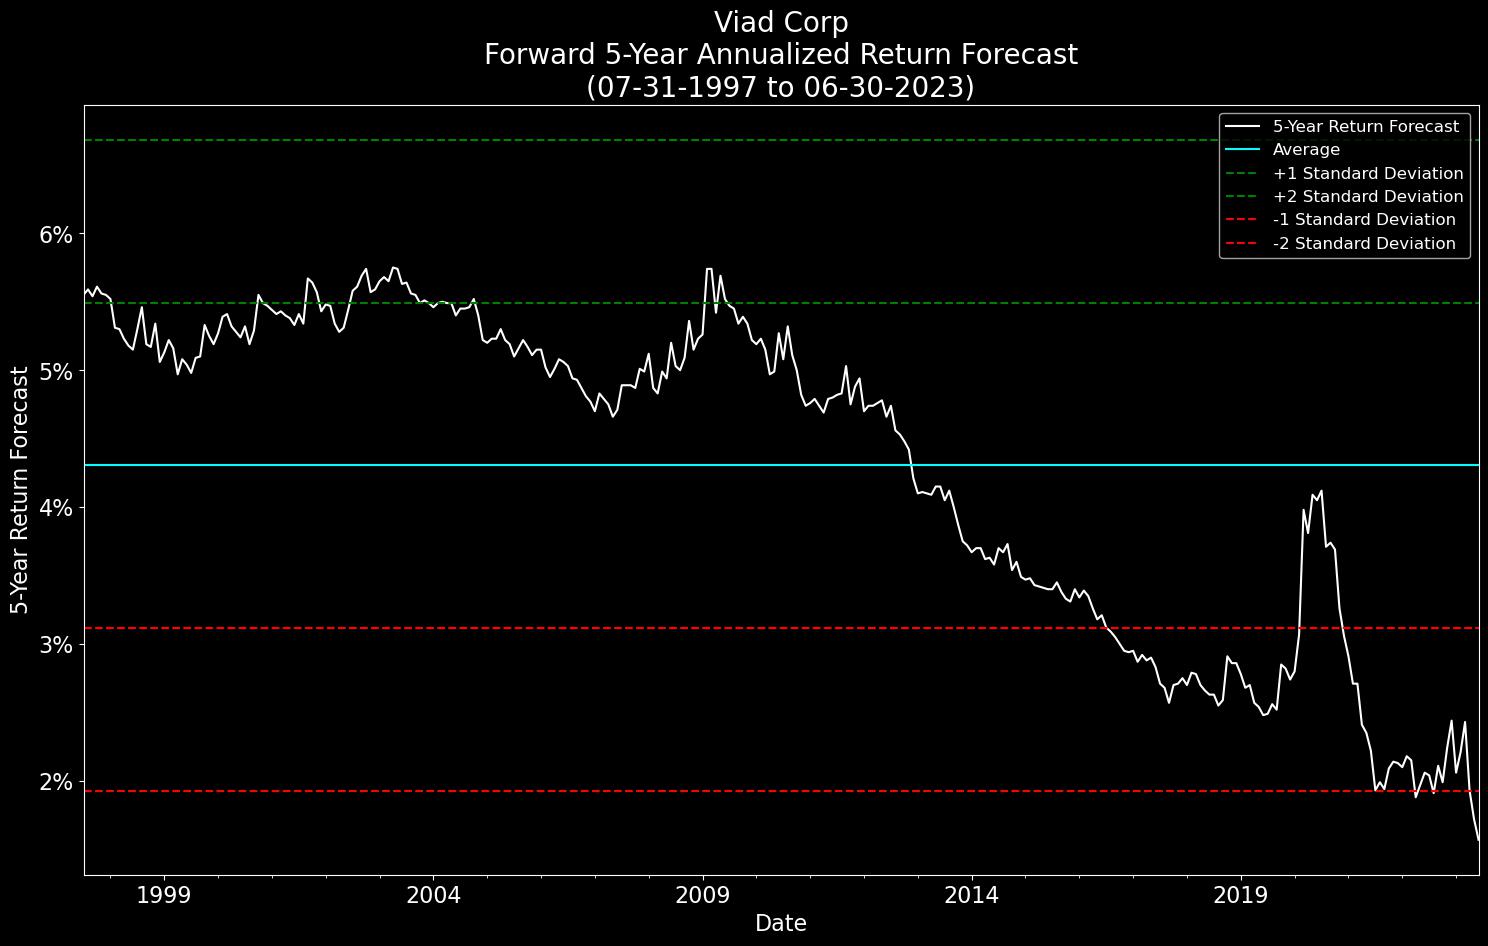 Viad Corp
Forward 5-Year Annualized Return Forecast
(07-31-1997 to 06-30-2023)
5-Year Return Forecast
Average
+1 Standard Deviation
+2 Standard Deviation
-1 Standard Deviation
-2 Standard Deviation
6%
5%
4%
3%
2%
5-Year Return Forecast
1999
2004
2009
2014
2019
Date